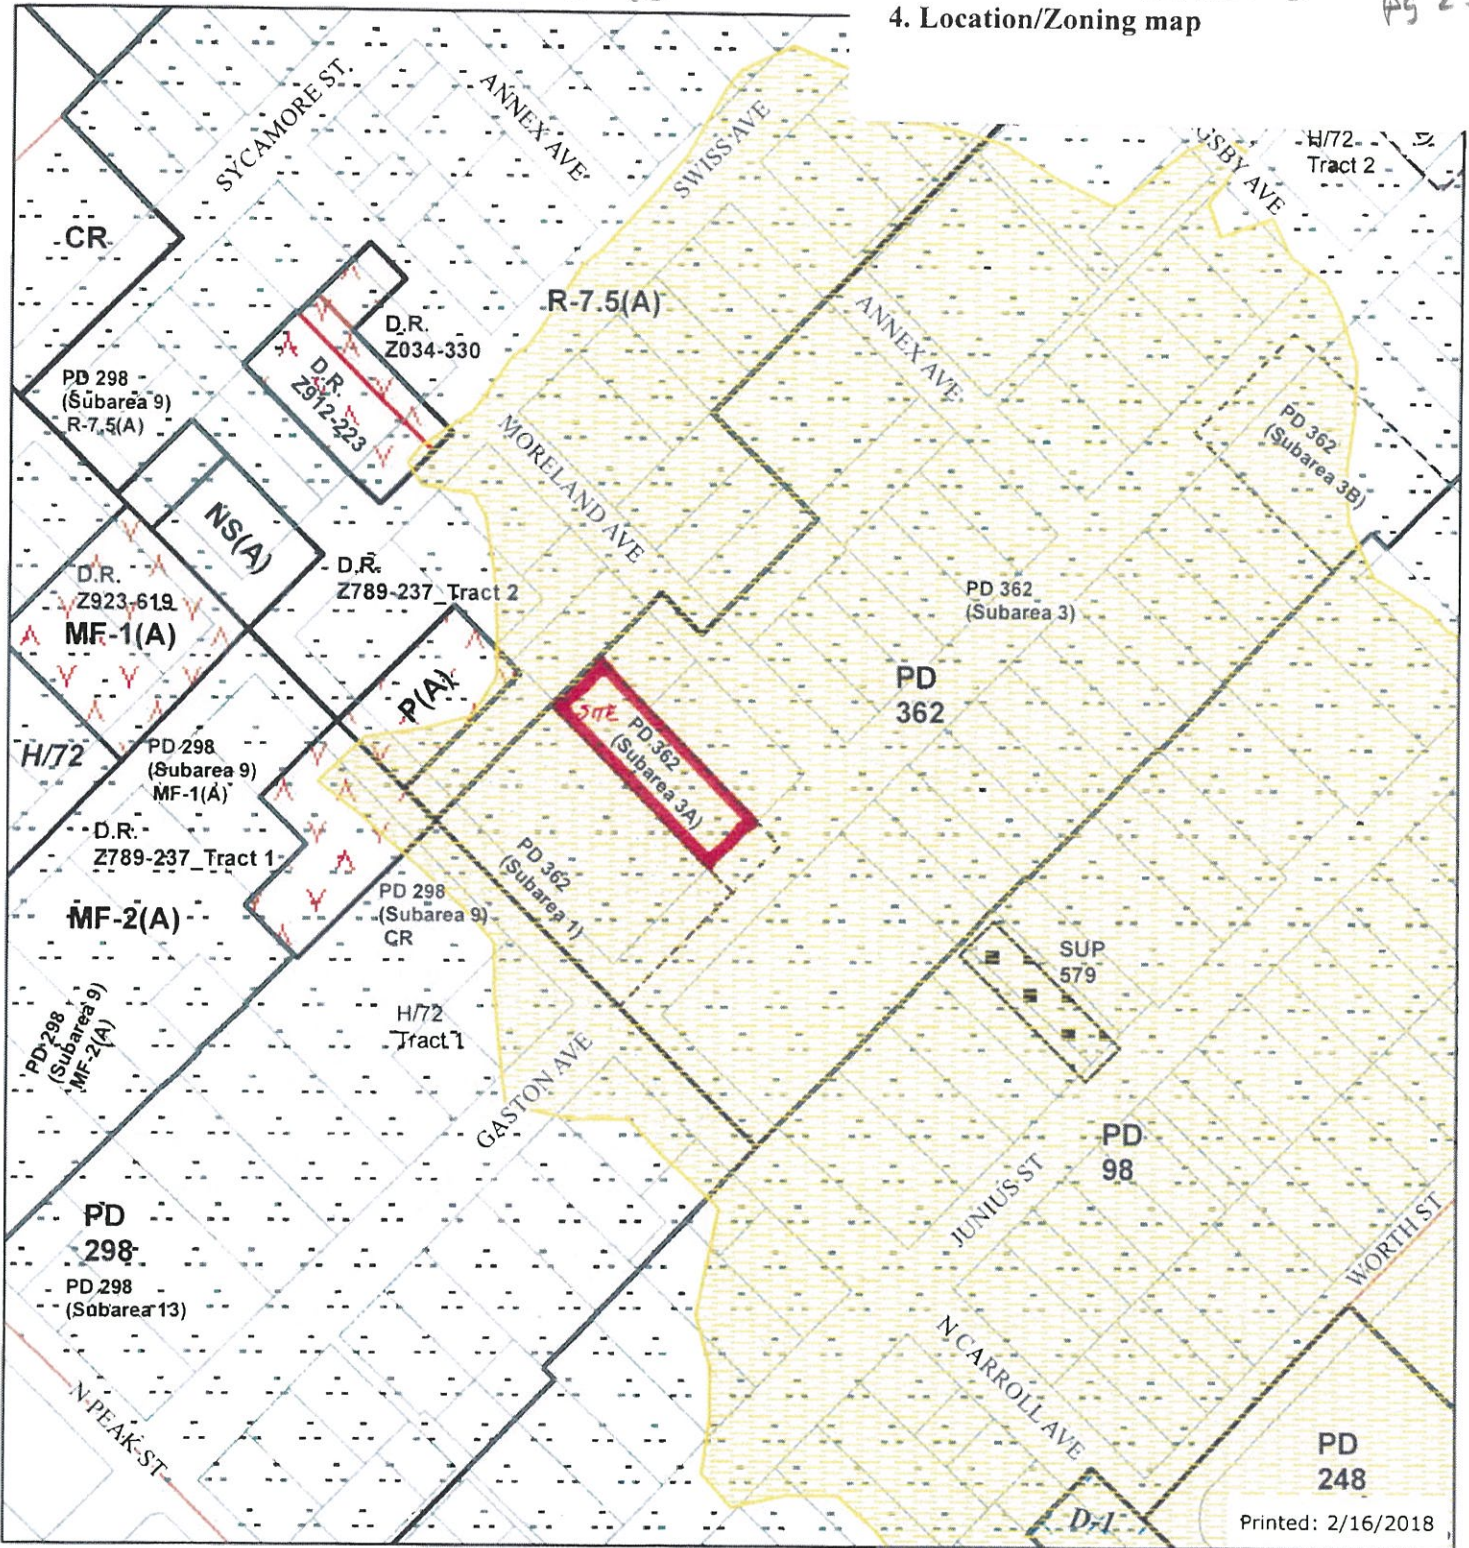 4. Location/Zoning map
pg 2
SYCAMORE ST.
ANNEX AVE
SWISS AVE
GSBY AVE
H/72
Tract 2
CR
R-7.5(A)
D.R.
Z034-330
D.R.
Z912-223
ANNEX AVE
PD 298
(Subarea 9)
R-7.5(A)
PD 362
(Subarea 3B)
MORELAND AVE
NS(A)
D.R.
Z789-237_Tract 2
D.R.
Z923-619
MF-1(A)
PD 362
(Subarea 3)
PD
362
P(A)
SITE
PD 362
(Subarea 3A)
H/72
PD 298
(Subarea 9)
MF-1(A)
D.R.
Z789-237_Tract 1
PD 362
(Subarea 1)
MF-2(A)
PD 298
(Subarea 9)
CR
SUP
579
PD 298
(Subarea 9)
MF-2(A)
H/72
Tract 1
GASTON AVE
PD
98
JUNIUS ST
WORTH ST
PD
298
PD 298
(Subarea 13)
N CARROLL AVE
N PEAK ST
PD
248
D-1
Printed: 2/16/2018